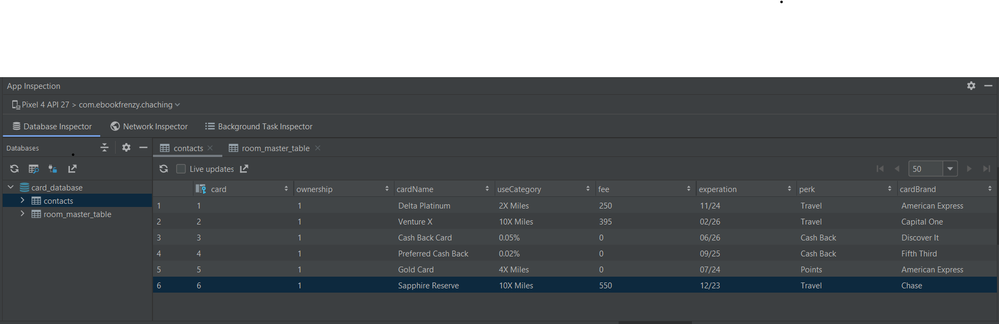 App Inspection
Pixel 4 API 27 > com.ebookfrenzy.chaching
Database Inspector Network Inspector Background Task Inspector
Databases contacts room_master_table
Live updates 50
card_database
contacts
room_master_table
card ownership cardName useCategory fee experation perk cardBrand
1 1 1 Delta Platinum 2X Miles 250 11/24 Travel American Express
2 2 1 Venture X 10X Miles 395 02/26 Travel Capital One
3 3 1 Cash Back Card 0.05% 0 06/26 Cash Back Discover It
4 4 1 Preferred Cash Back 0.02% 0 09/25 Cash Back Fifth Third
5 5 1 Gold Card 4X Miles 0 07/24 Points American Express
6 6 1 Sapphire Reserve 10X Miles 550 12/23 Travel Chase